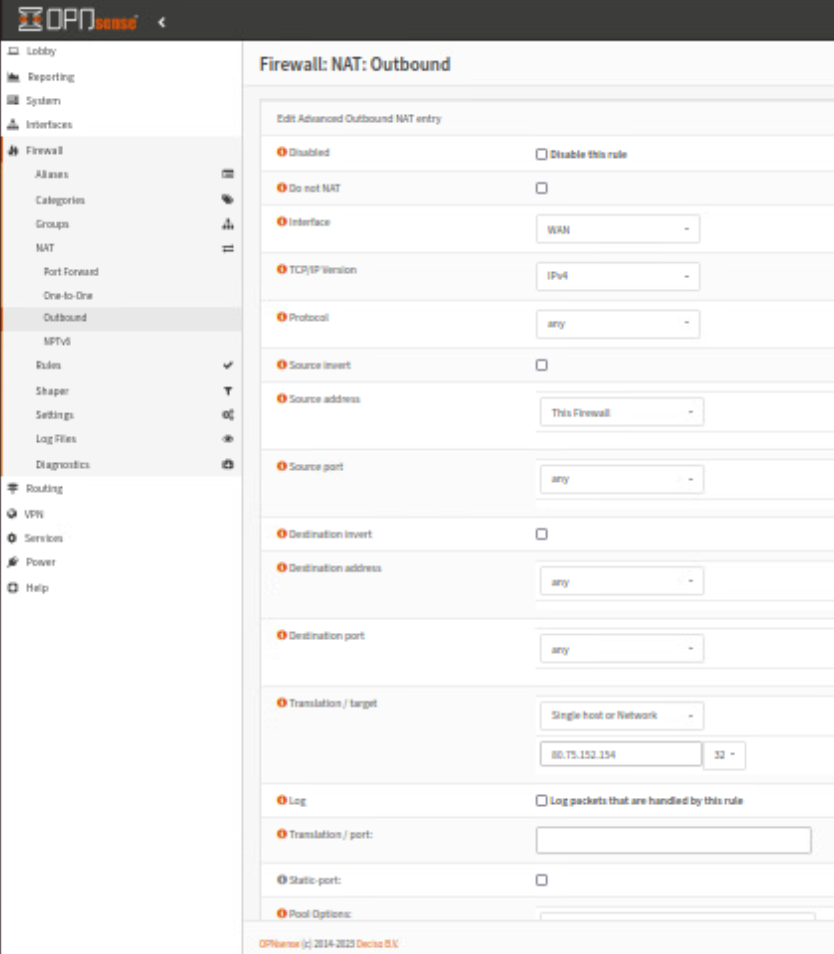 OPNsense
Lobby
Reporting
System
Interfaces
Firewall
Aliases
Categories
Groups
NAT
Port Forward
One-to-One
Outbound
NPTv6
Rules
Shaper
Settings
Log Files
Diagnostics
Routing
VPN
Services
Power
Help
Firewall: NAT: Outbound
Edit Advanced Outbound NAT entry
Disabled Disable this rule
Do not NAT
Interface WAN
TCP/IP Version IPv4
Protocol any
Source invert
Source address This Firewall
Source port any
Destination invert
Destination address any
Destination port any
Translation / target Single host or Network
80.75.152.154 32
Log Log packets that are handled by this rule
Translation / port:
Static-port:
Pool Options:
OPNsense (c) 2014-2023 Deciso B.V.